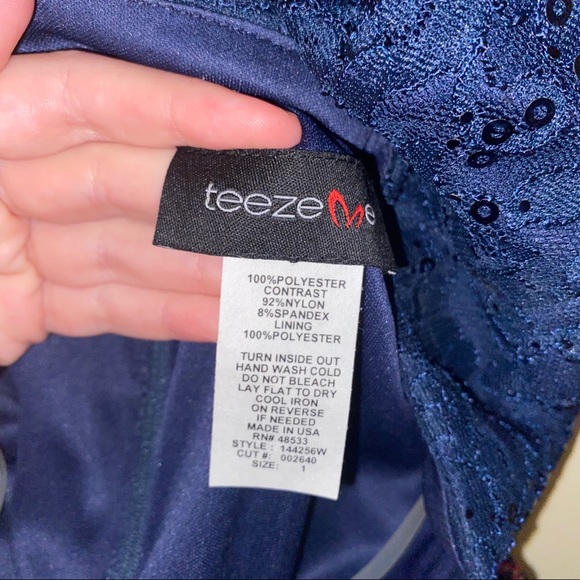 teeze me
100%POLYESTER
CONTRAST
92%NYLON
8%SPANDEX
LINING
100%POLYESTER
TURN INSIDE OUT
HAND WASH COLD
DO NOT BLEACH
LAY FLAT TO DRY
COOL IRON
ON REVERSE
IF NEEDED
MADE IN USA
RN# 48533
STYLE : 144256W
CUT #: 002640
SIZE: 1